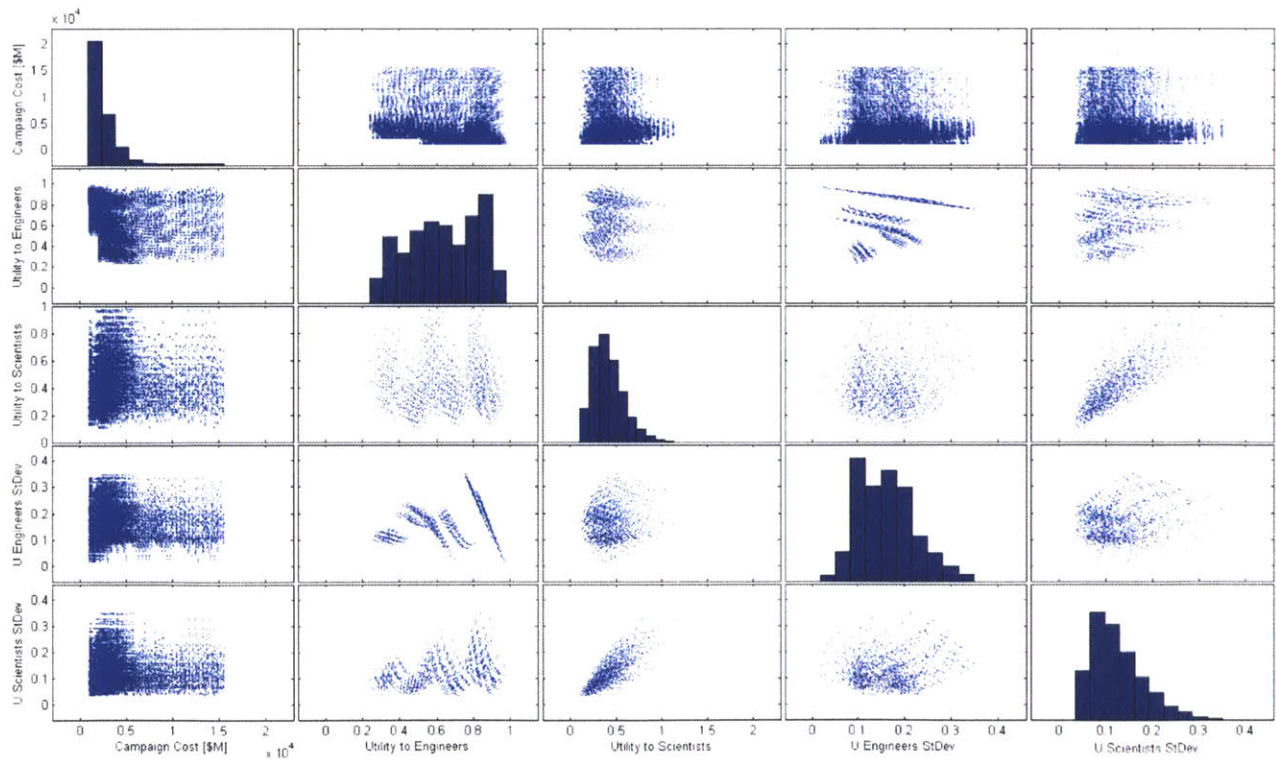 x 10⁴
Campaign Cost [$M]
2
1.5
1
0.5
0
Utility to Engineers
1
0.8
0.6
0.4
0.2
0
Utility to Scientists
1
0.8
0.6
0.4
0.2
0
U Engineers StDev
0.4
0.3
0.2
0.1
0
U Scientists StDev
0.4
0.3
0.2
0.1
0
0 0.5 1 1.5 2
Campaign Cost [$M]
x 10⁴
0 0.2 0.4 0.6 0.8 1
Utility to Engineers
0 0.5 1 1.5 2
Utility to Scientists
0 0.1 0.2 0.3 0.4
U Engineers StDev
0 0.1 0.2 0.3 0.4
U Scientists StDev